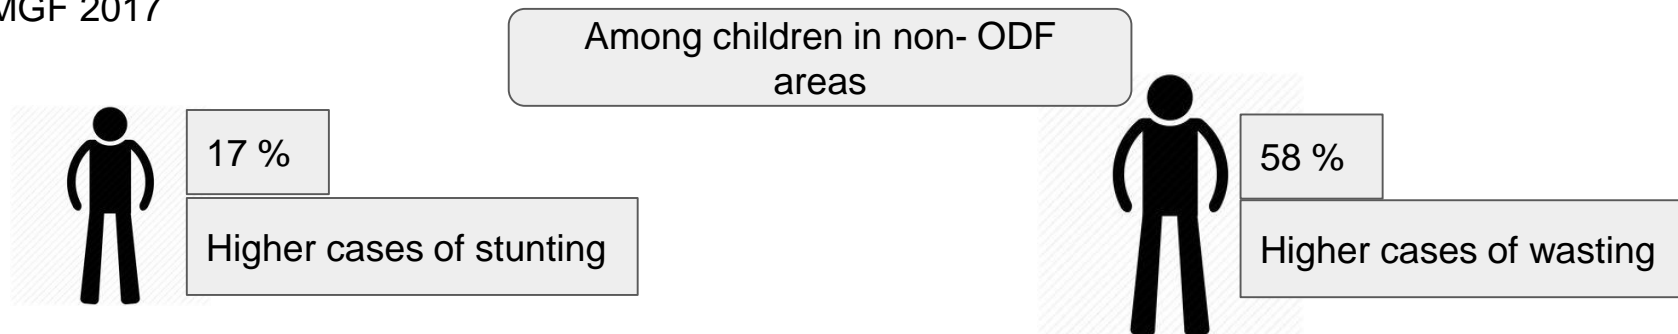 MGF 2017
Among children in non- ODF
areas
17 %
Higher cases of stunting
58 %
Higher cases of wasting